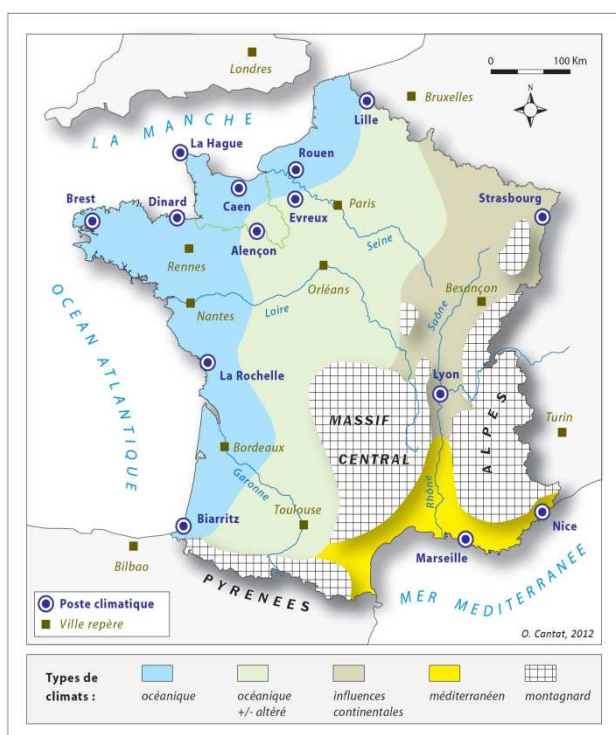 Londres
0
100 Km
Bruxelles
Lille
LA MANCHE
La Hague
Rouen
Caen
Evreux
Paris
Strasbourg
Brest
Dinard
Alençon
Seine
Rennes
Orléans
Besançon
Nantes
Loire
Saône
OCEAN ATLANTIQUE
La Rochelle
Lyon
MASSIF
CENTRAL
ALPES
Turin
Bordeaux
Garonne
Rhône
Biarritz
Toulouse
Nice
Marseille
Bilbao
PYRENEES
MER MÉDITERRANÉE
Poste climatique
Ville repère
O. Cantat, 2012
Types de
climats :
océanique
océanique
+/- altéré
influences
continentales
méditerranéen
montagnard